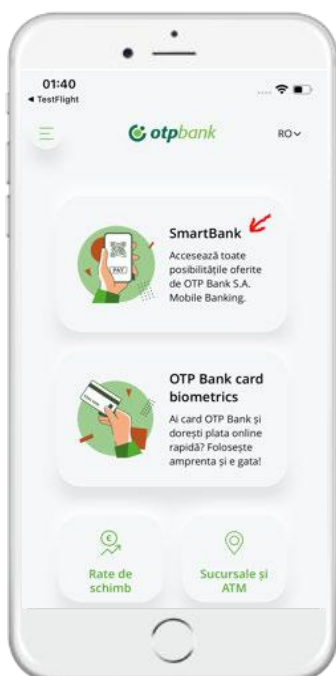 01:40
◀ TestFlight
otpbank
RO
SmartBank
Accesează toate
posibilitățile oferite
de OTP Bank S.A.
Mobile Banking.
PAY
OTP Bank card
biometrics
Ai card OTP Bank și
dorești plata online
rapidă? Folosește
amprenta și e gata!
Rate de
schimb
Sucursale și
ATM